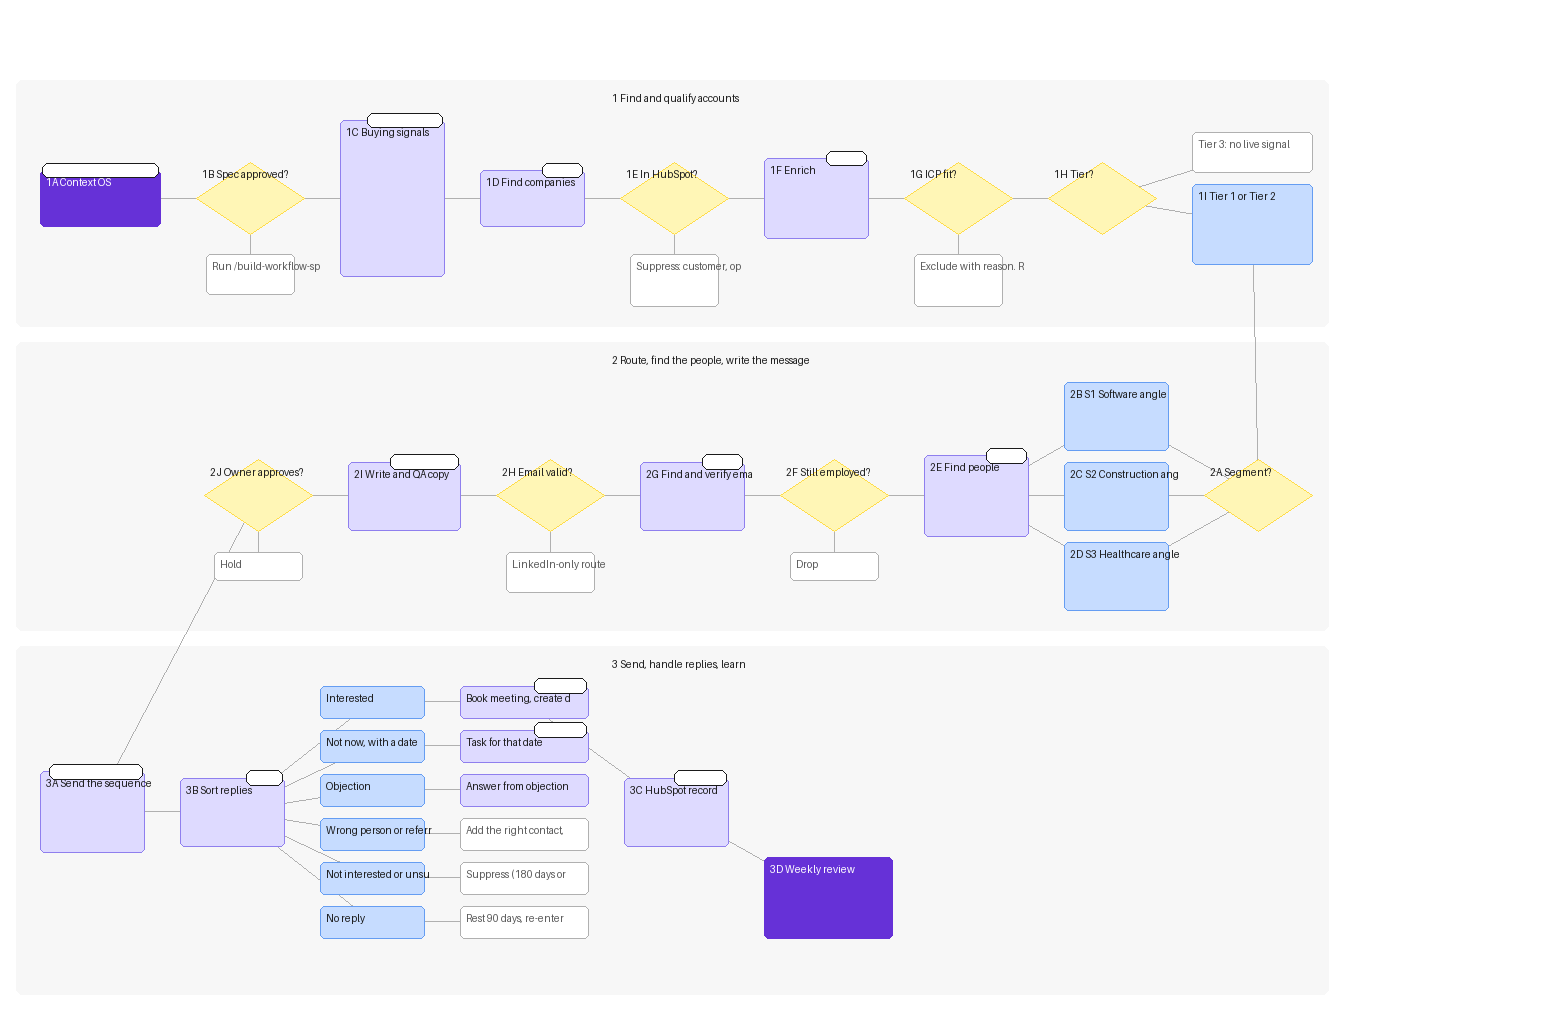 1 Find and qualify accounts
1A Context OS
1B Spec approved?
Run /build-workflow-sp
1C Buying signals
1D Find companies
1E In HubSpot?
Suppress: customer, op
1F Enrich
1G ICP fit?
Exclude with reason. R
1H Tier?
Tier 3: no live signal
1I Tier 1 or Tier 2
2 Route, find the people, write the message
2J Owner approves?
Hold
2I Write and QA copy
2H Email valid?
LinkedIn-only route
2G Find and verify ema
2F Still employed?
Drop
2E Find people
2B S1 Software angle
2C S2 Construction ang
2D S3 Healthcare angle
2A Segment?
3 Send, handle replies, learn
3A Send the sequence
3B Sort replies
Interested
Book meeting, create d
Not now, with a date
Task for that date
Objection
Answer from objection
Wrong person or referr
Add the right contact,
Not interested or unsu
Suppress (180 days or
No reply
Rest 90 days, re-enter
3C HubSpot record
3D Weekly review